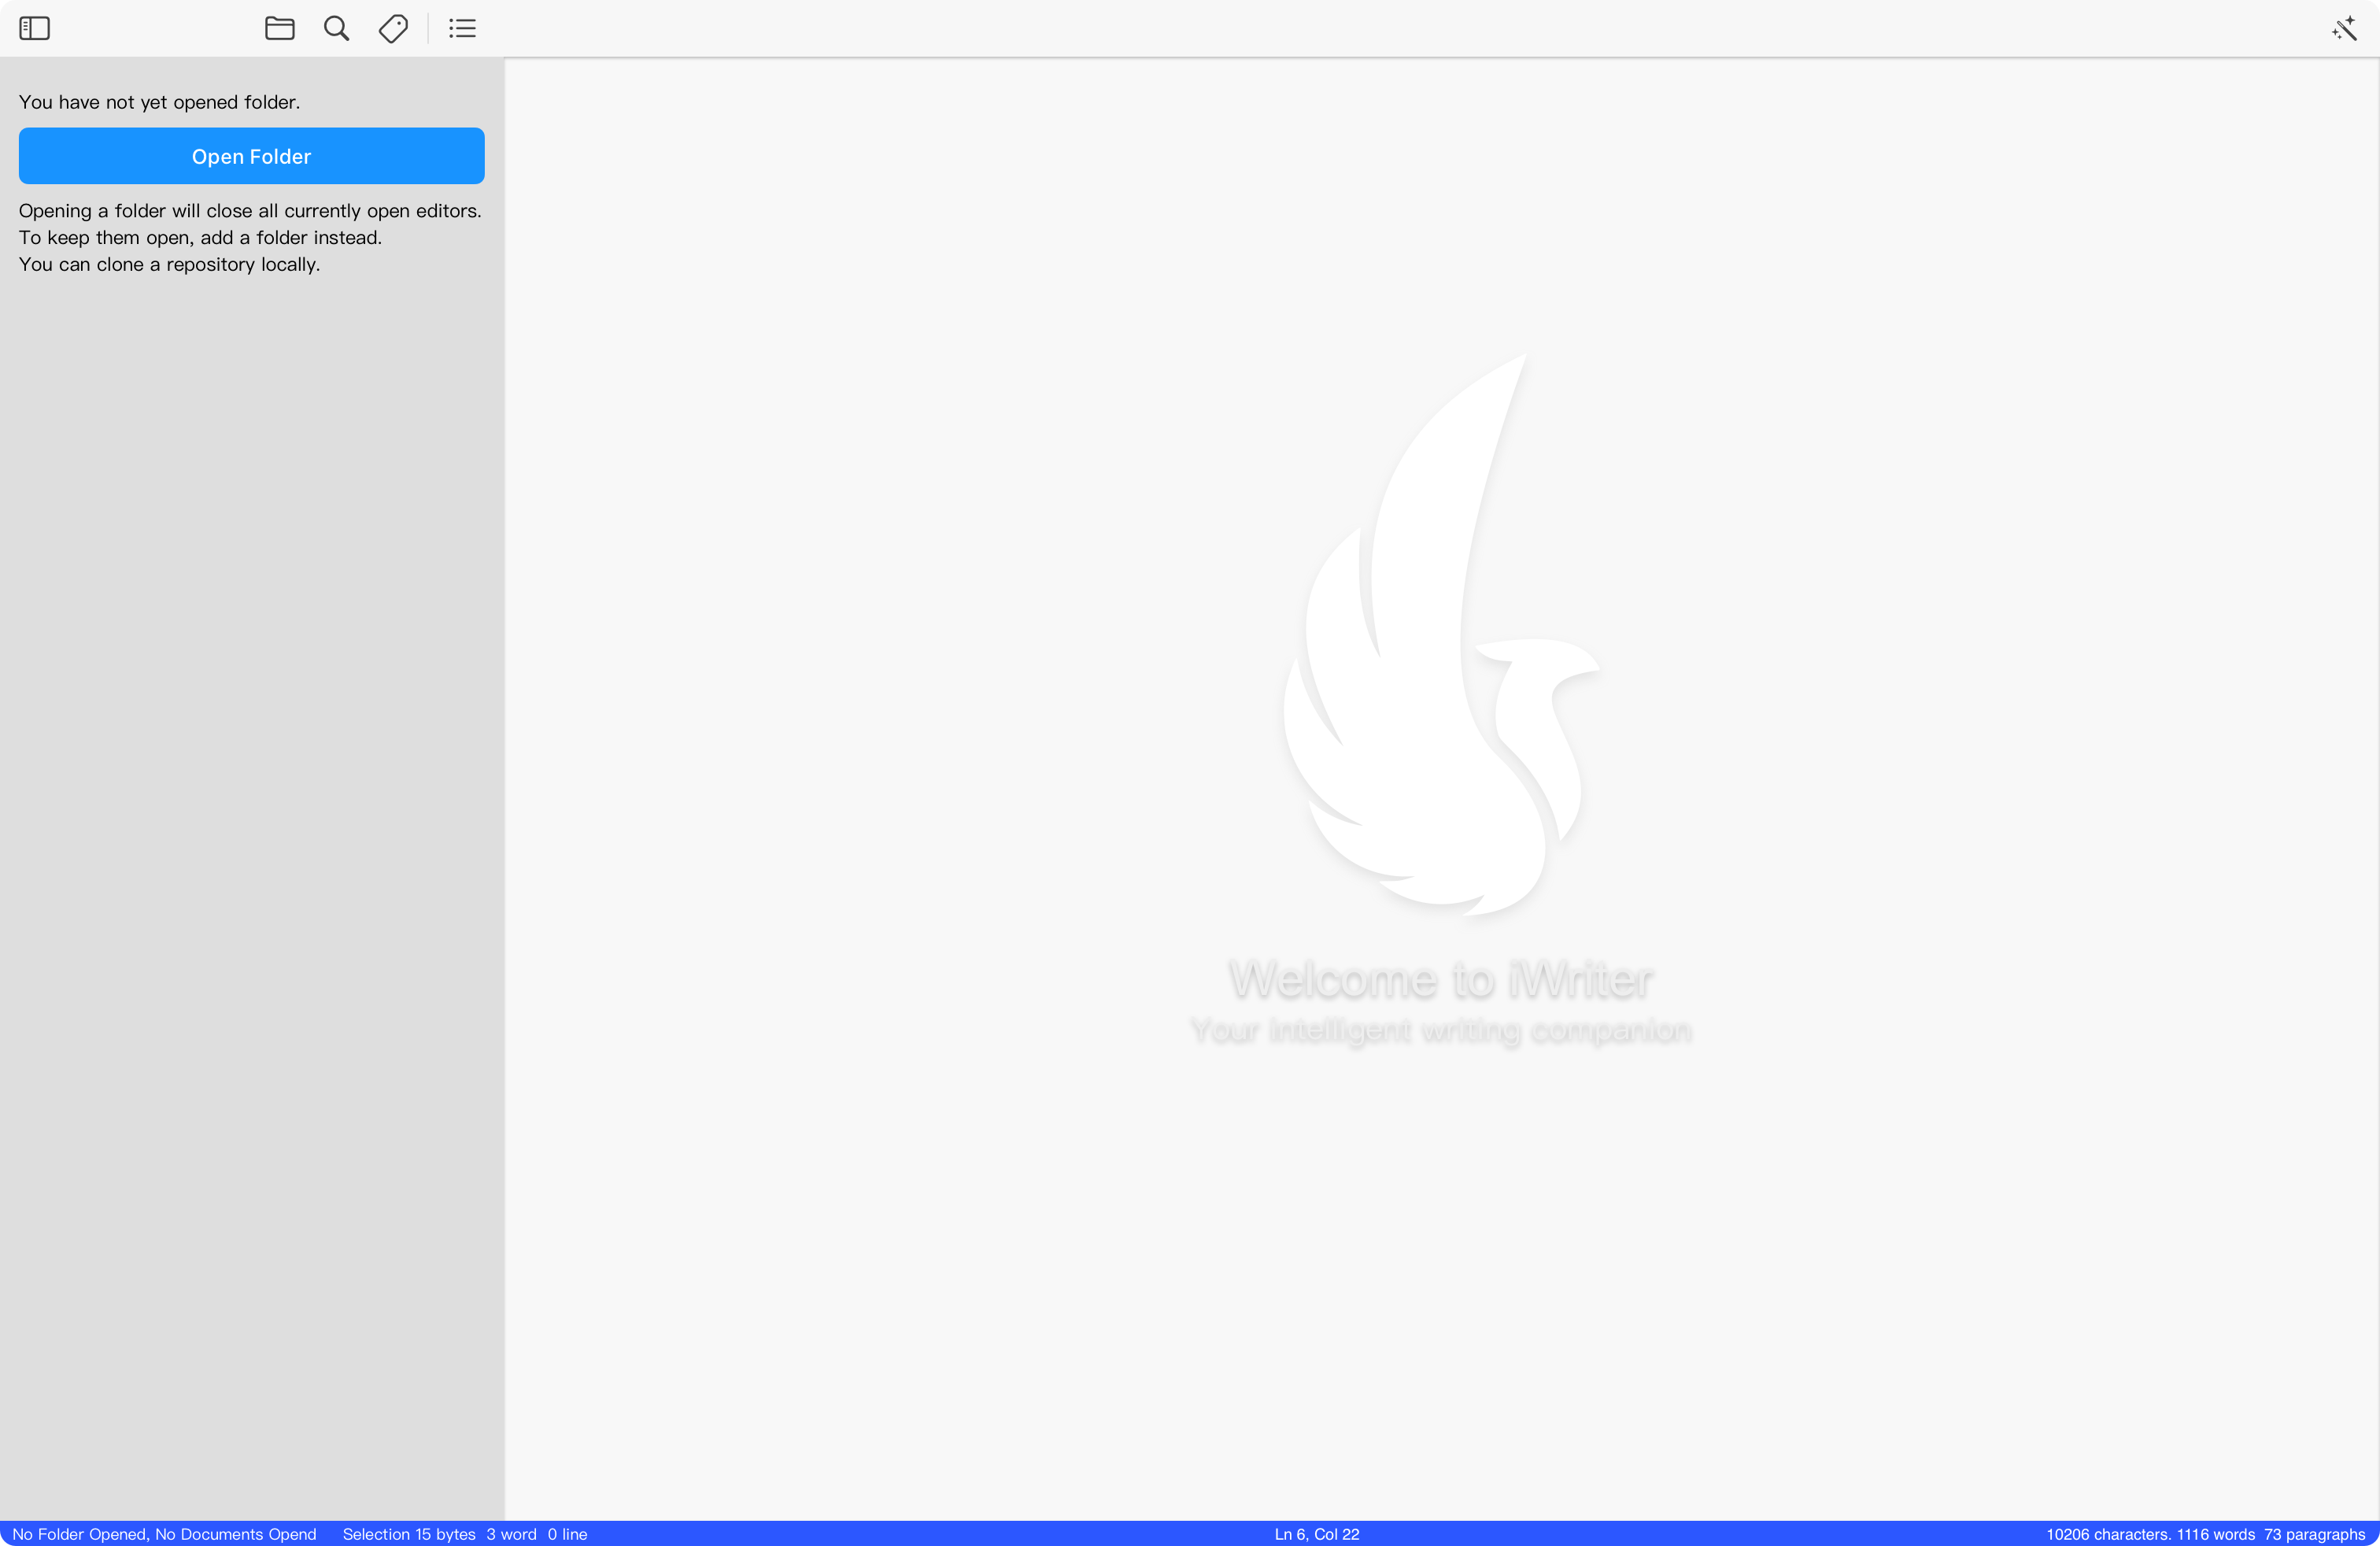 You have not yet opened folder.
Open Folder
Opening a folder will close all currently open editors.
To keep them open, add a folder instead.
You can clone a repository locally.
Welcome to iWriter
Your intelligent writing companion
No Folder Opened, No Documents Opend Selection 15 bytes 3 word 0 line Ln 6, Col 22 10206 characters. 1116 words 73 paragraphs